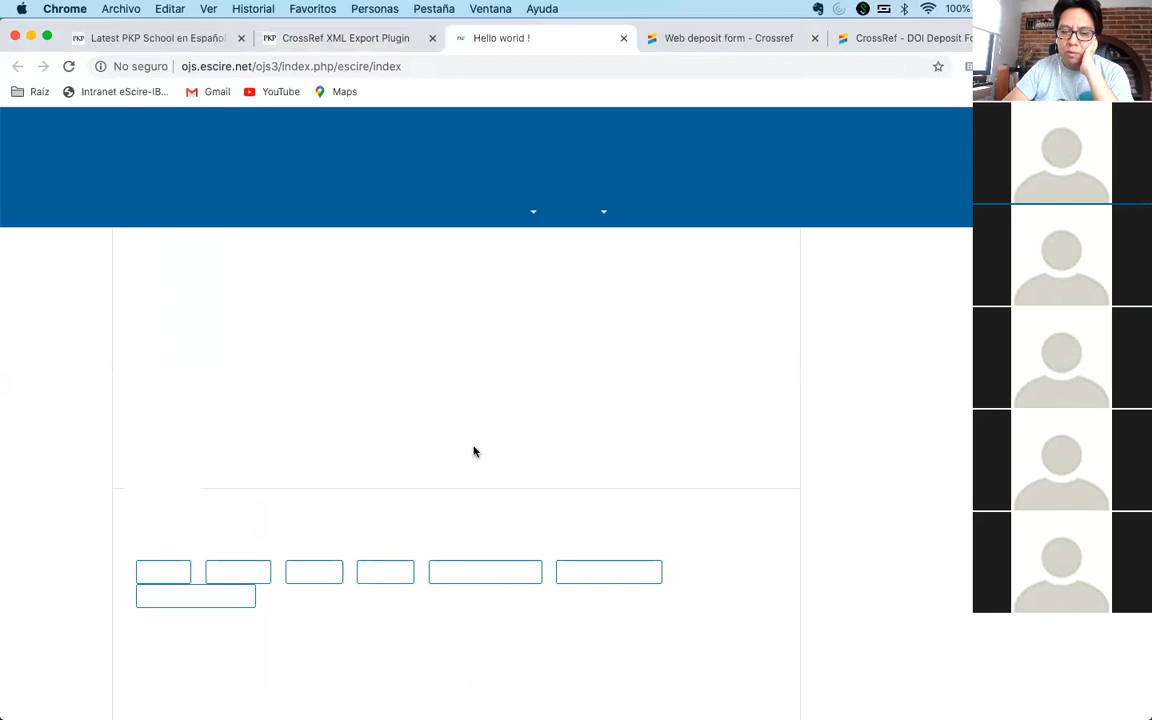 Chrome Archivo Editar Ver Historial Favoritos Personas Pestaña Ventana Ayuda 100%
PKP Latest PKP School en Español PKP CrossRef XML Export Plugin Hello world ! Web deposit form - Crossref CrossRef - DOI Deposit Fo
No seguro ojs.escire.net/ojs3/index.php/escire/index
Raíz Intranet eScire-IB... Gmail YouTube Maps